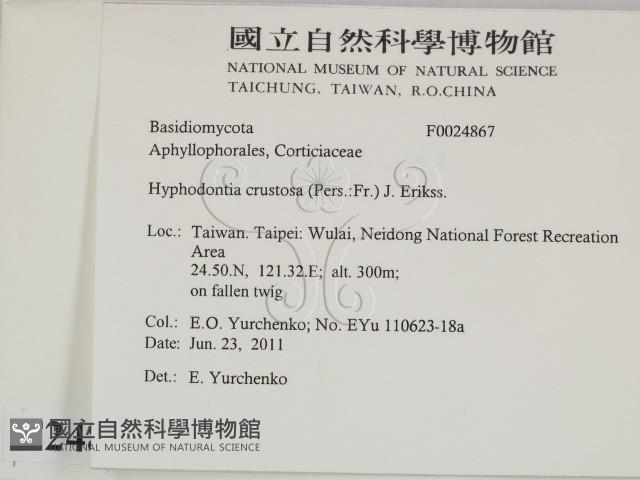 國立自然科學博物館
NATIONAL MUSEUM OF NATURAL SCIENCE
TAICHUNG, TAIWAN, R.O.CHINA
Basidiomycota F0024867
Aphyllophorales, Corticiaceae
Hyphodontia crustosa (Pers.:Fr.) J. Erikss.
Loc.: Taiwan. Taipei: Wulai, Neidong National Forest Recreation
Area
24.50.N, 121.32.E; alt. 300m;
on fallen twig
Col.: E.O. Yurchenko; No. EYu 110623-18a
Date: Jun. 23, 2011
Det.: E. Yurchenko
國立自然科學博物館
NATIONAL MUSEUM OF NATURAL SCIENCE